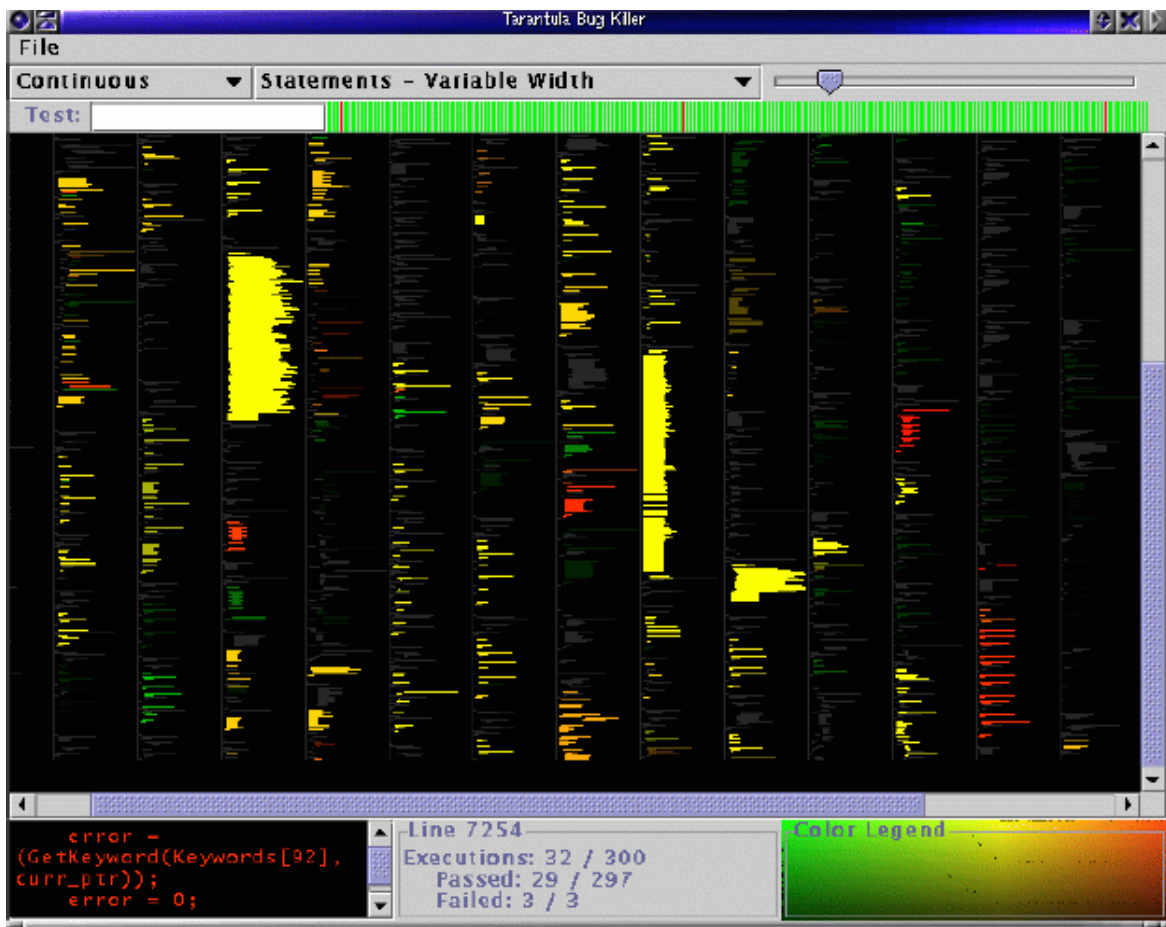 Tarantula Bug Killer
File
Continuous
Statements - Variable Width
Test:
error =
(GetKeyword(Keywords[92],
curr_ptr));
error = 0;
Line 7254
Executions: 32 / 300
Passed: 29 / 297
Failed: 3 / 3
Color Legend